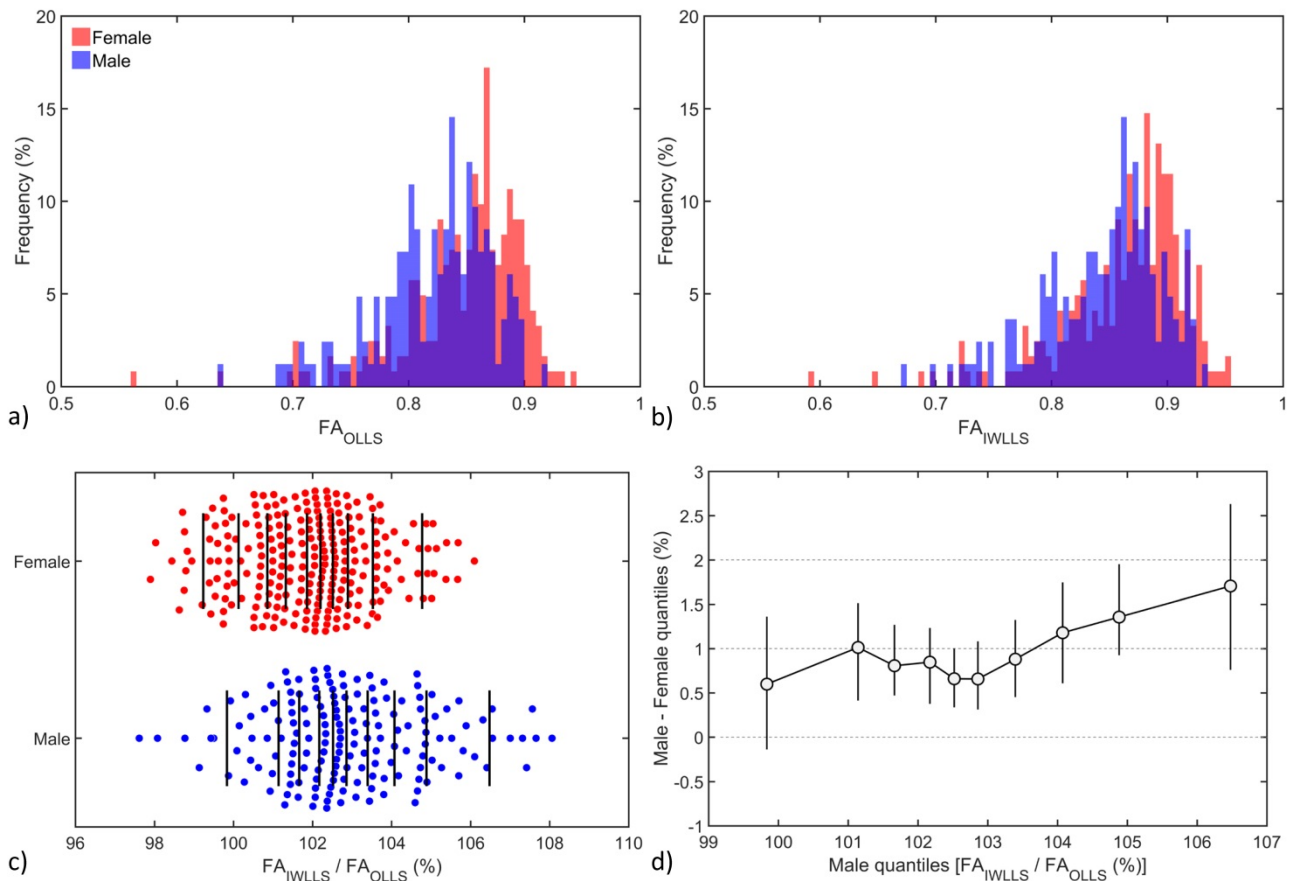 20
15
10
5
0
Frequency (%)
Female
Male
0.5 0.6 0.7 0.8 0.9 1
a)
FA_OLLS
20
15
10
5
0
Frequency (%)
0.5 0.6 0.7 0.8 0.9 1
b)
FA_IWLLS
Female
Male
96 98 100 102 104 106 108 110
c)
FA_IWLLS / FA_OLLS (%)
3
2.5
2
1.5
1
0.5
0
-0.5
-1
Male - Female quantiles (%)
99 100 101 102 103 104 105 106 107
d)
Male quantiles [FA_IWLLS / FA_OLLS (%)]